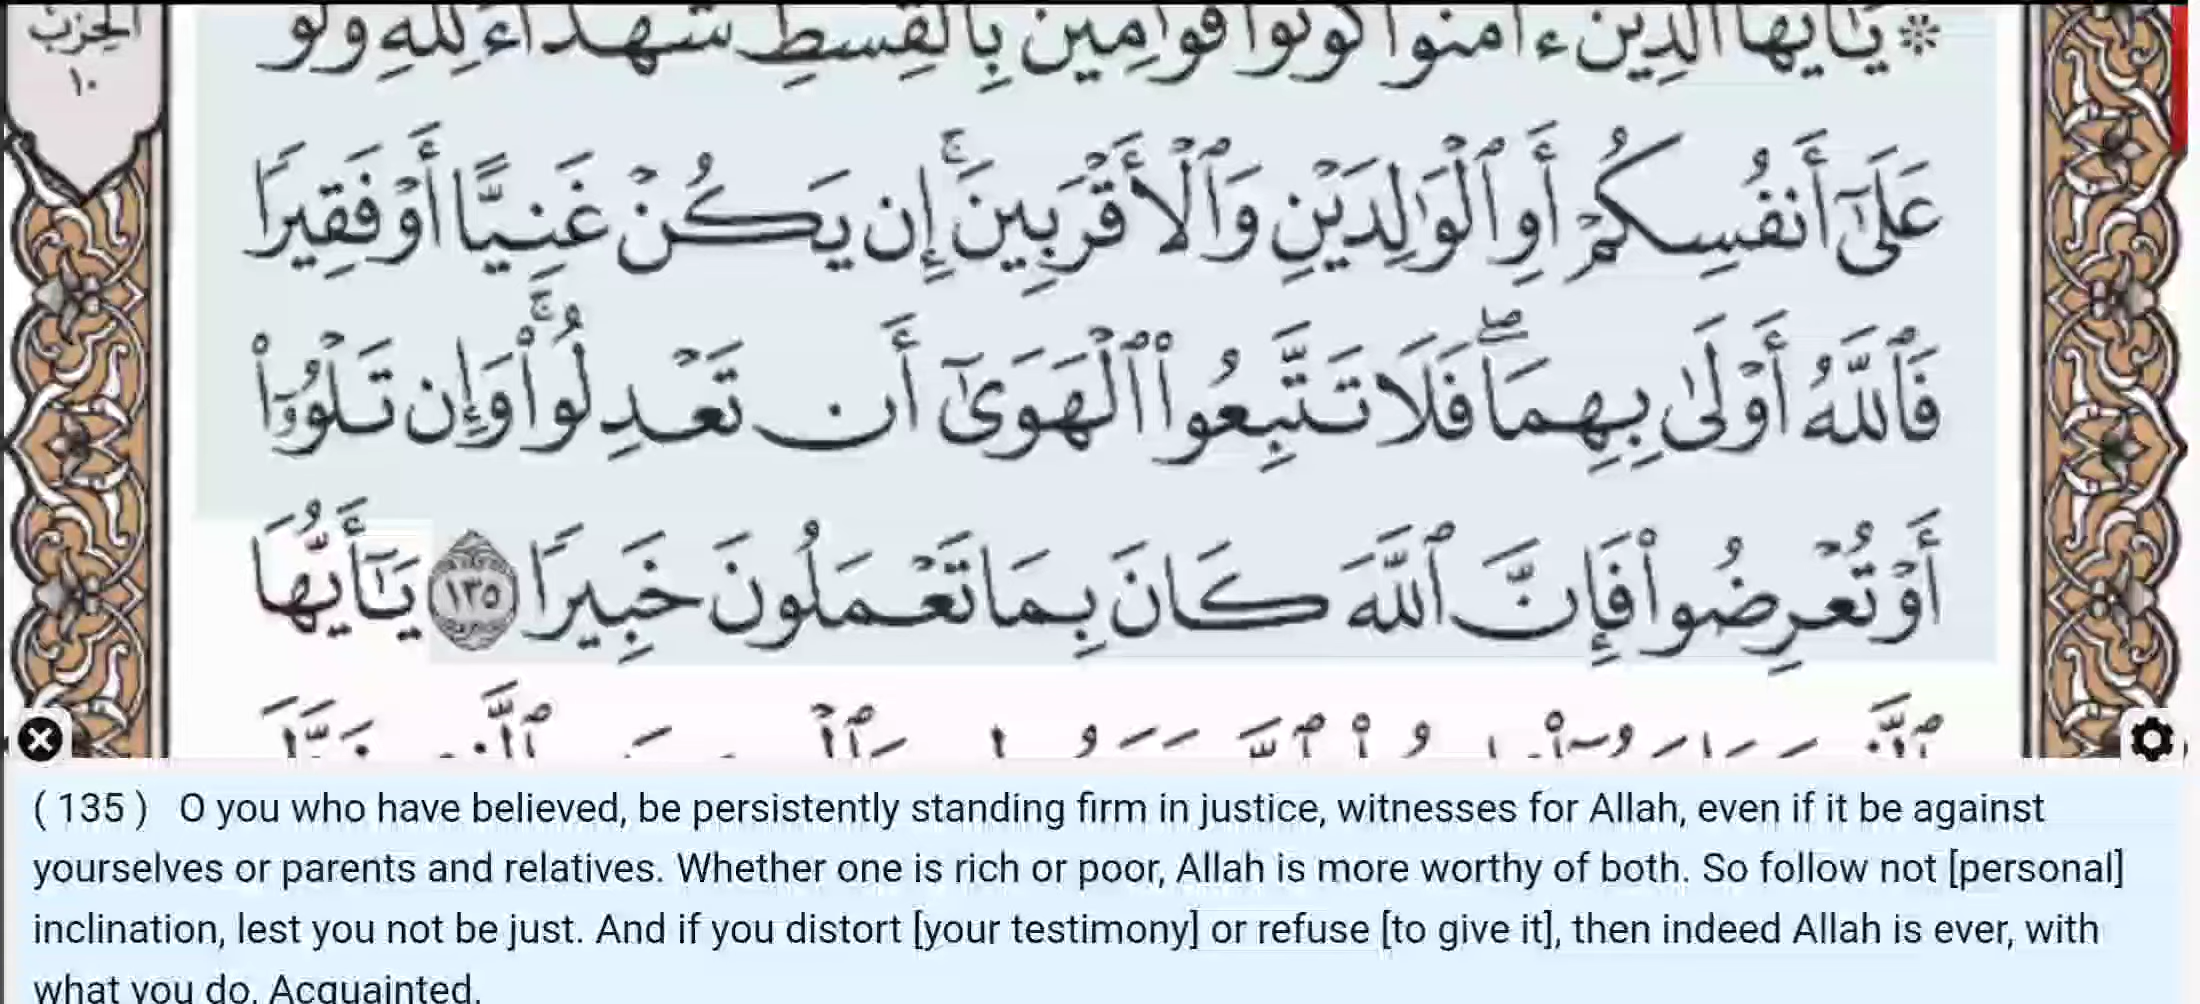 الحزب
١٠
۞ يَٰٓأَيُّهَا ٱلَّذِينَ ءَامَنُوا۟ كُونُوا۟ قَوَّٰمِينَ بِٱلْقِسْطِ شُهَدَآءَ لِلَّهِ وَلَوْ
عَلَىٰٓ أَنفُسِكُمْ أَوِ ٱلْوَٰلِدَيْنِ وَٱلْأَقْرَبِينَ ۚ إِن يَكُنْ غَنِيًّا أَوْ فَقِيرًا
فَٱللَّهُ أَوْلَىٰ بِهِمَا ۖ فَلَا تَتَّبِعُوا۟ ٱلْهَوَىٰٓ أَن تَعْدِلُوا۟ ۚ وَإِن تَلْوُۥٓا۟
أَوْ تُعْرِضُوا۟ فَإِنَّ ٱللَّهَ كَانَ بِمَا تَعْمَلُونَ خَبِيرًا ١٣٥ يَٰٓأَيُّهَا
( 135 ) O you who have believed, be persistently standing firm in justice, witnesses for Allah, even if it be against
yourselves or parents and relatives. Whether one is rich or poor, Allah is more worthy of both. So follow not [personal]
inclination, lest you not be just. And if you distort [your testimony] or refuse [to give it], then indeed Allah is ever, with
what you do, Acquainted.